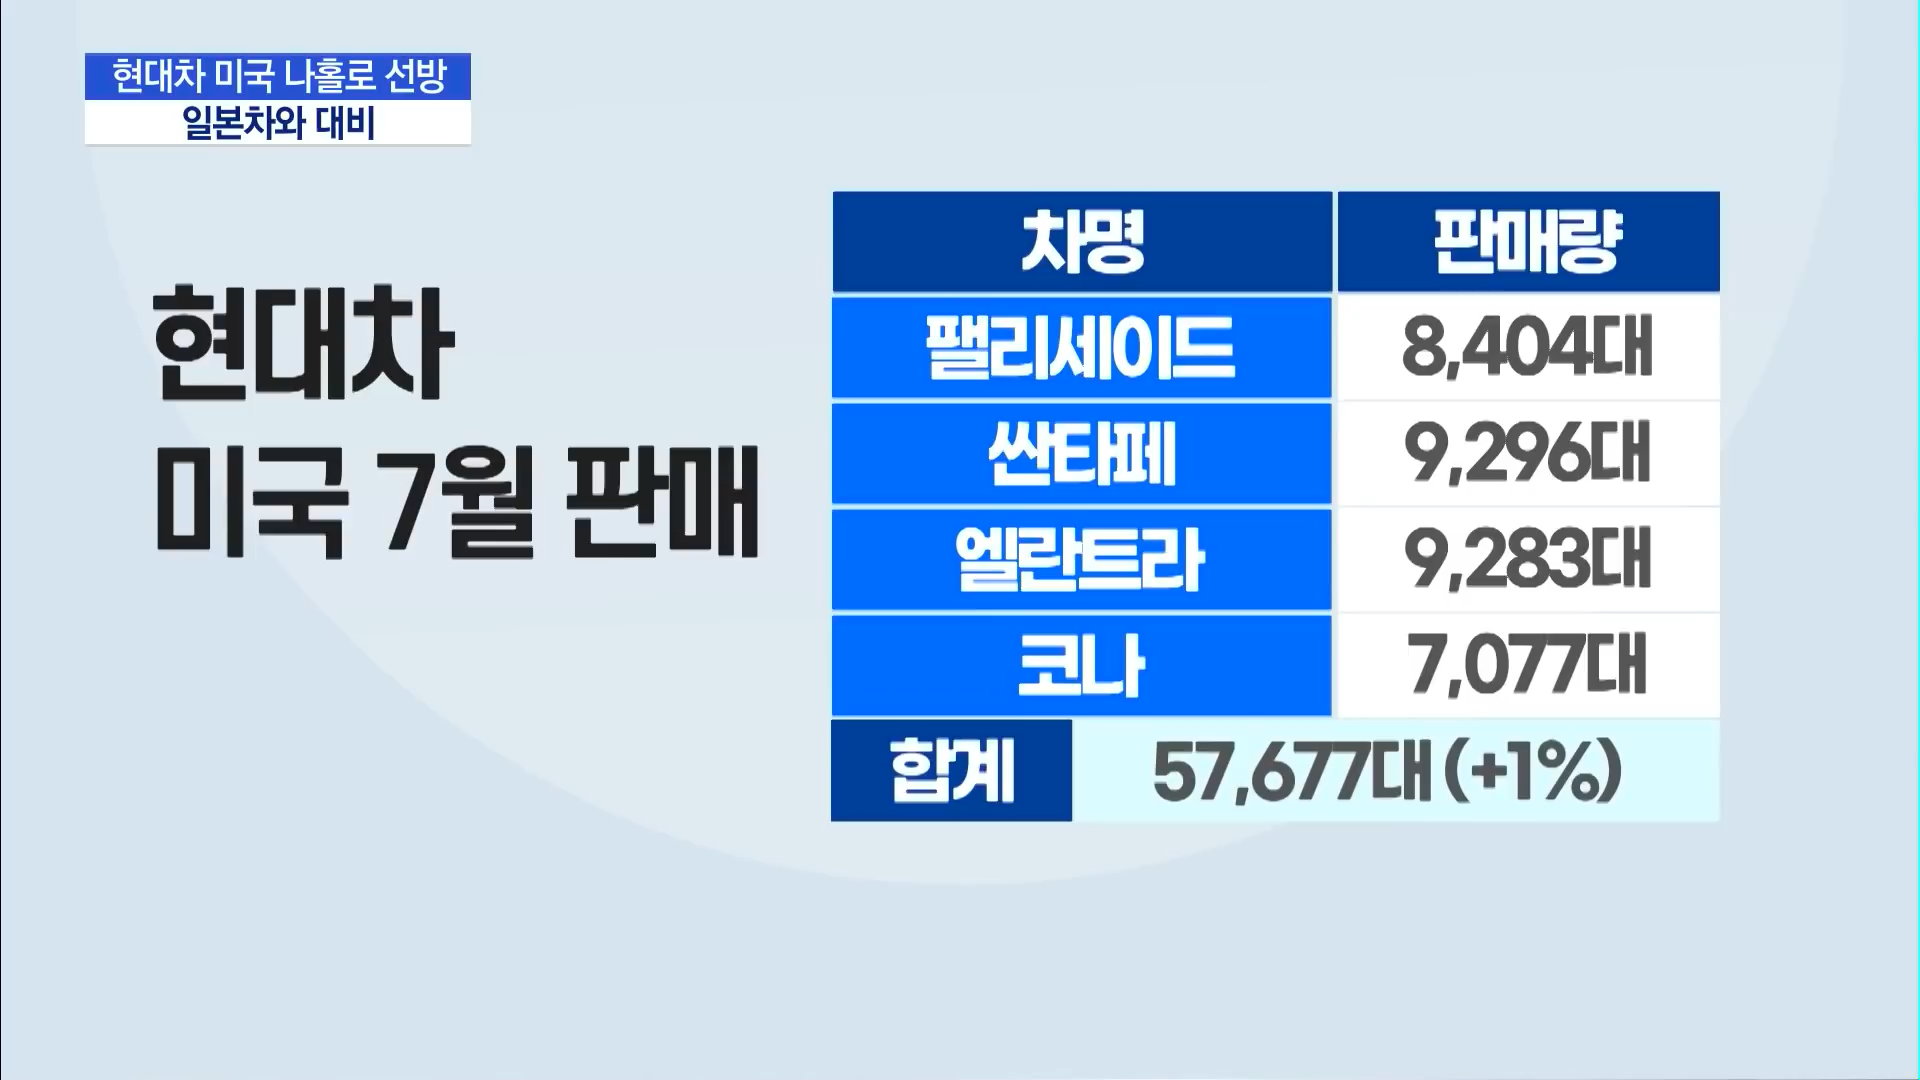 현대차 미국 나홀로 선방
일본차와 대비
현대차
미국 7월 판매
차명 판매량
팰리세이드 8,404대
싼타페 9,296대
엘란트라 9,283대
코나 7,077대
합계 57,677대(+1%)